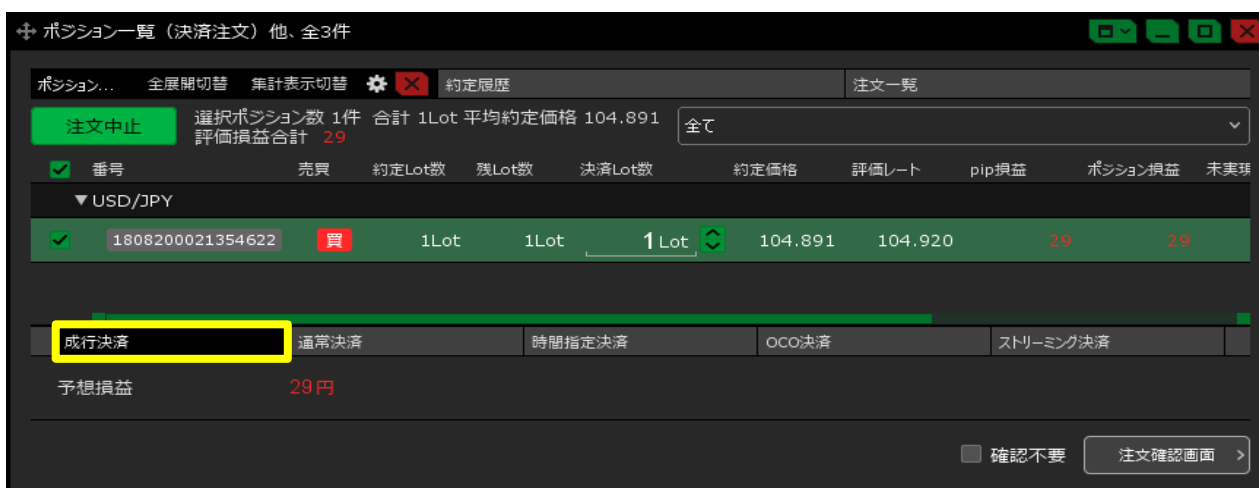 ポジション一覧（決済注文）他、全3件
ポジション... 全展開切替 集計表示切替 約定履歴 注文一覧
注文中止 選択ポジション数 1件 合計 1Lot 平均約定価格 104.891 全て
評価損益合計 29
番号 売買 約定Lot数 残Lot数 決済Lot数 約定価格 評価レート pip損益 ポジション損益 未実現
▼USD/JPY
1808200021354622 買 1Lot 1Lot 1 Lot 104.891 104.920 29 29
成行決済 通常決済 時間指定決済 OCO決済 ストリーミング決済
予想損益 29円
確認不要 注文確認画面 >